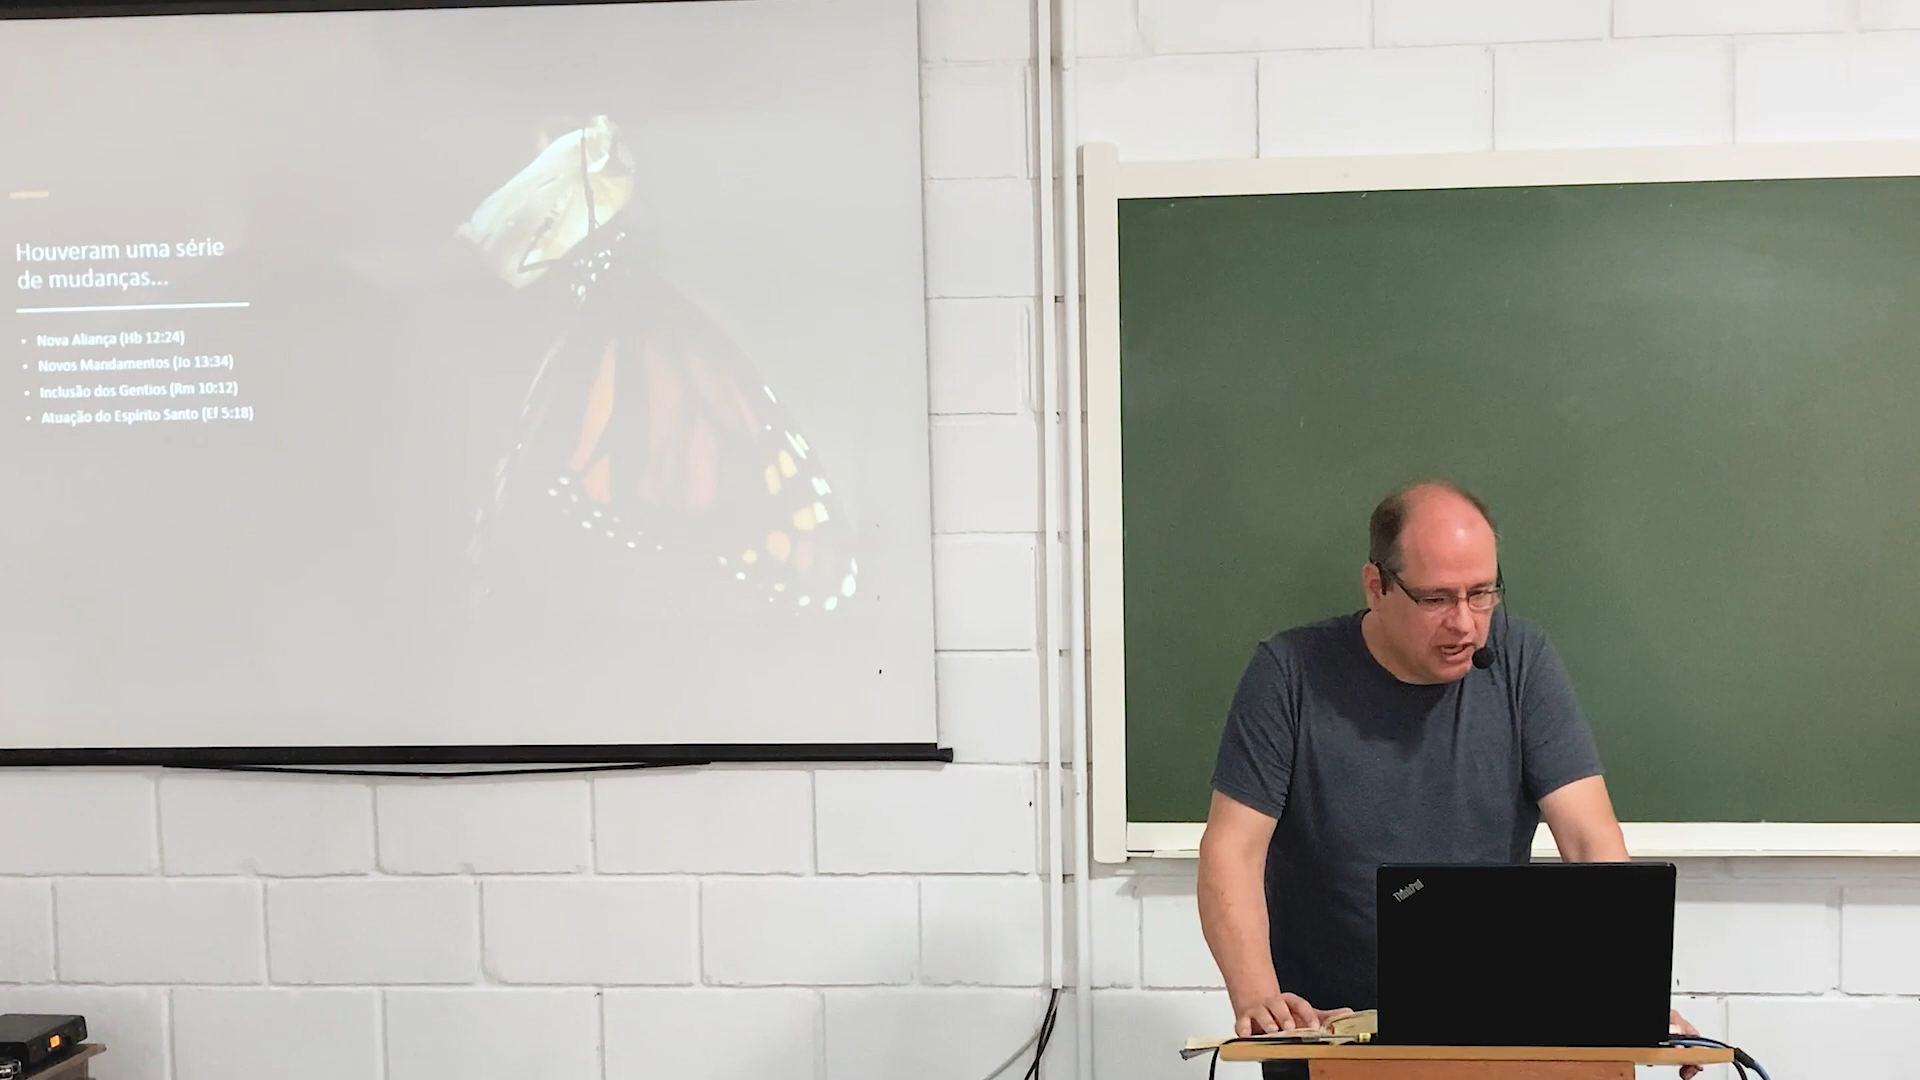 Houveram uma série
de mudanças...
• Nova Aliança (Hb 12:24)
• Novos Mandamentos (Jo 13:34)
• Inclusão dos Gentios (Rm 10:12)
• Atuação do Espírito Santo (Ef 5:18)
ThinkPad